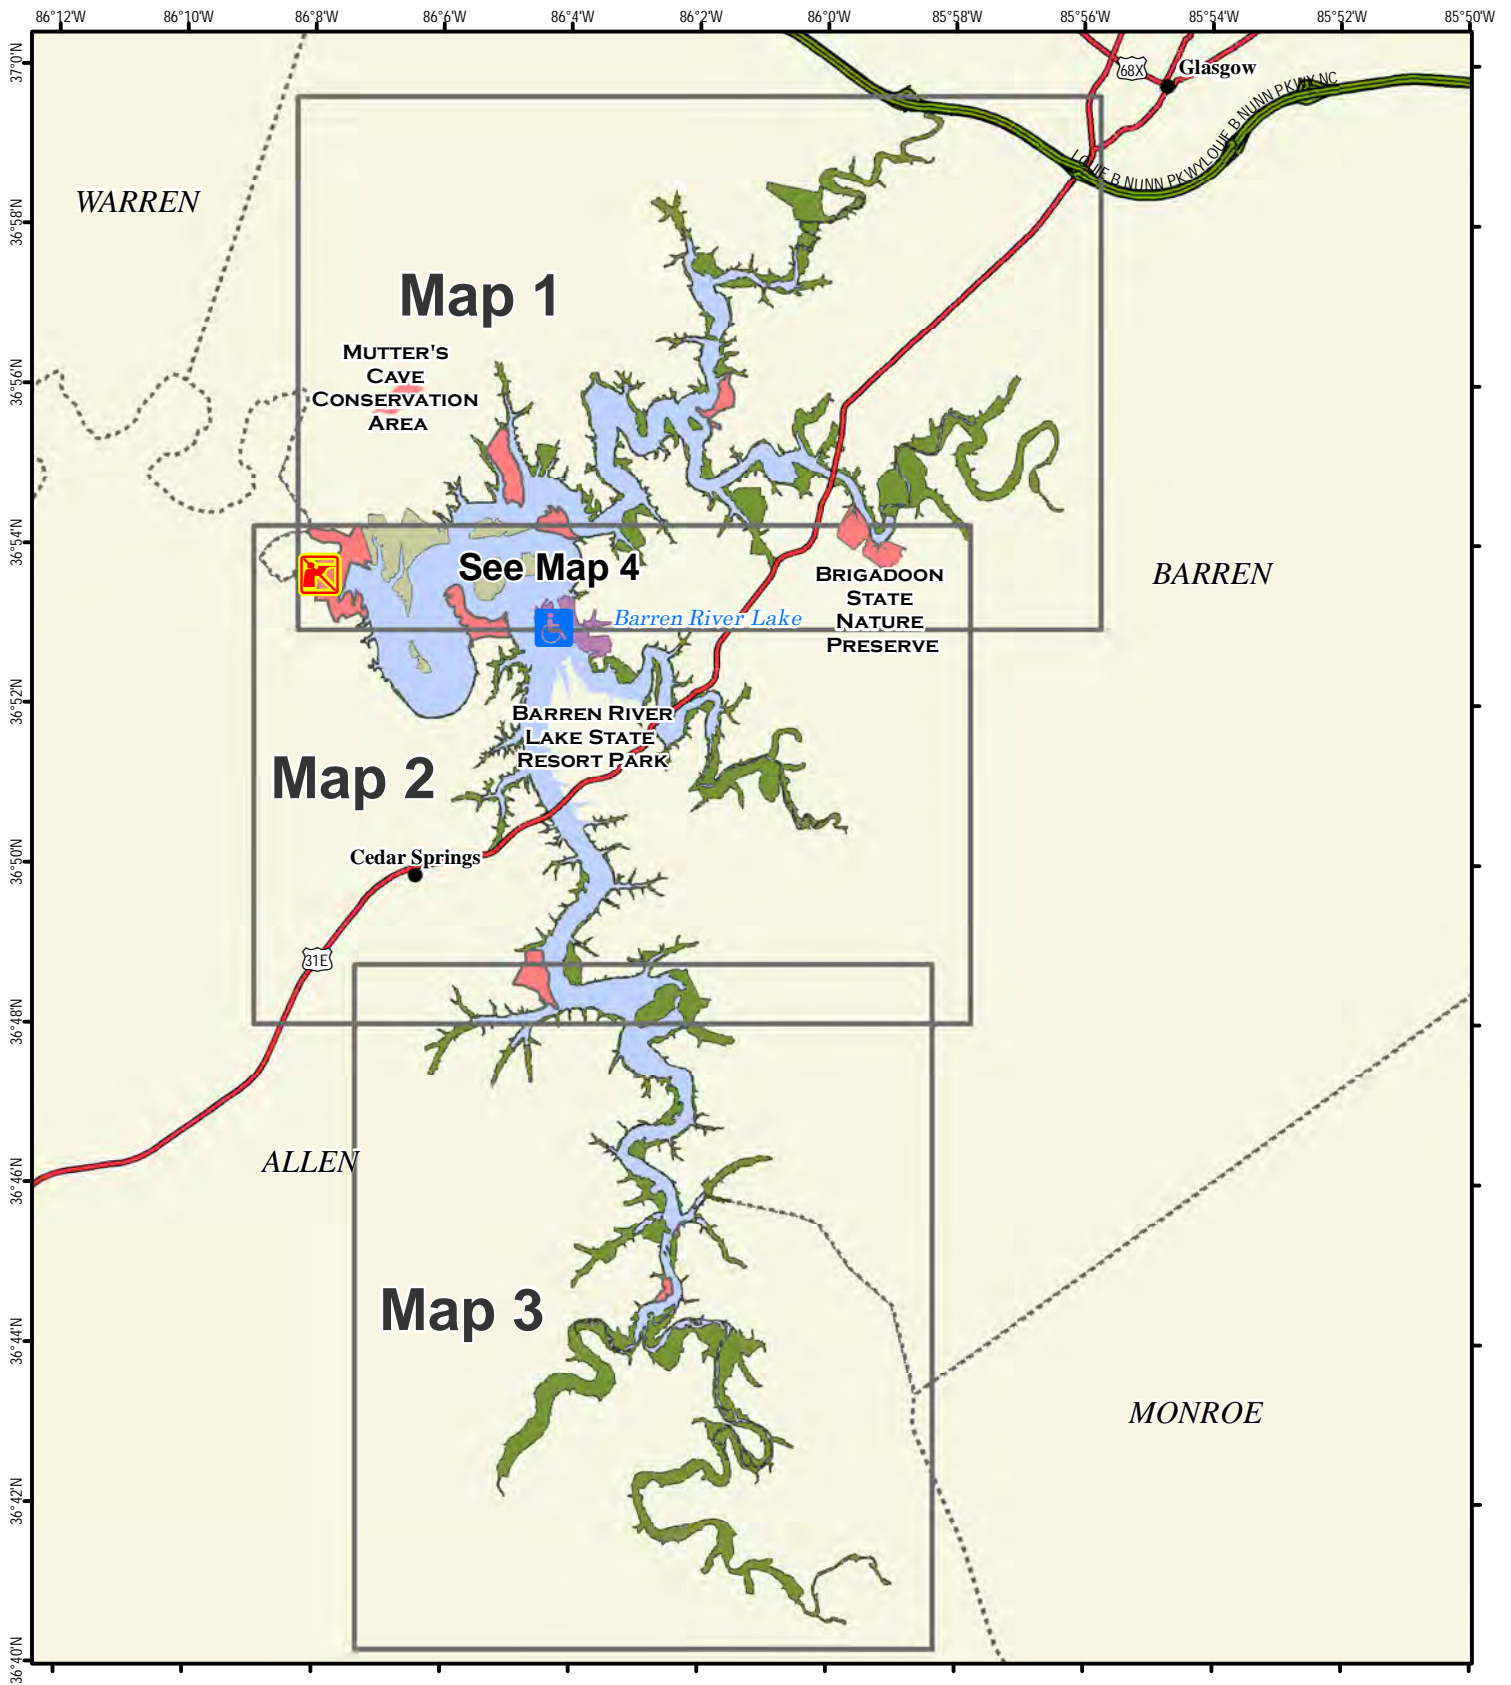 86°12'W 86°10'W 86°8'W 86°6'W 86°4'W 86°2'W 86°0'W 85°58'W 85°56'W 85°54'W 85°52'W 85°50'W
37°0'N
36°58'N
36°56'N
36°54'N
36°52'N
36°50'N
36°48'N
36°46'N
36°44'N
36°42'N
36°40'N
68X
Glasgow
LOUIE B NUNN PKWY
LOUIE B NUNN PKWY NC
WARREN
Map 1
MUTTER'S
CAVE
CONSERVATION
AREA
See Map 4
BRIGADOON
STATE
NATURE
PRESERVE
BARREN
Barren River Lake
BARREN RIVER
LAKE STATE
RESORT PARK
Map 2
Cedar Springs
31E
ALLEN
Map 3
MONROE